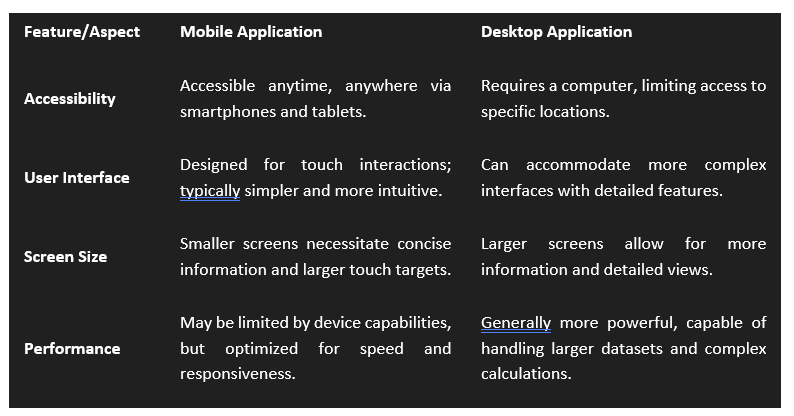 Feature/Aspect Mobile Application Desktop Application
Accessibility
Accessible anytime, anywhere via
smartphones and tablets.
Requires a computer, limiting access to
specific locations.
User Interface
Designed for touch interactions;
typically simpler and more intuitive.
Can accommodate more complex
interfaces with detailed features.
Screen Size
Smaller screens necessitate concise
information and larger touch targets.
Larger screens allow for more
information and detailed views.
Performance
May be limited by device capabilities,
but optimized for speed and
responsiveness.
Generally more powerful, capable of
handling larger datasets and complex
calculations.